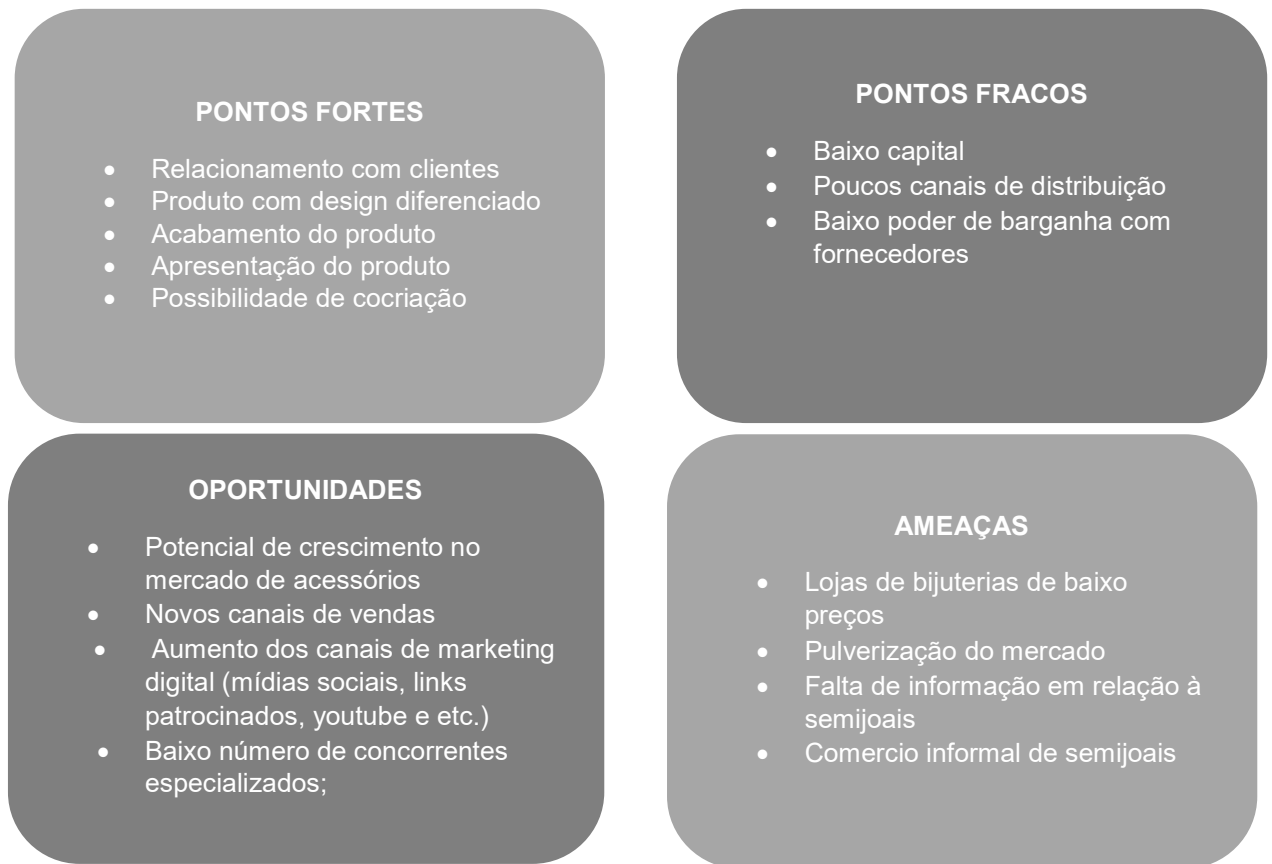 PONTOS FORTES
• Relacionamento com clientes
• Produto com design diferenciado
• Acabamento do produto
• Apresentação do produto
• Possibilidade de cocriação
PONTOS FRACOS
• Baixo capital
• Poucos canais de distribuição
• Baixo poder de barganha com
fornecedores
OPORTUNIDADES
• Potencial de crescimento no
mercado de acessórios
• Novos canais de vendas
• Aumento dos canais de marketing
digital (mídias sociais, links
patrocinados, youtube e etc.)
• Baixo número de concorrentes
especializados;
AMEAÇAS
• Lojas de bijuterias de baixo
preços
• Pulverização do mercado
• Falta de informação em relação à
semijoais
• Comercio informal de semijoais